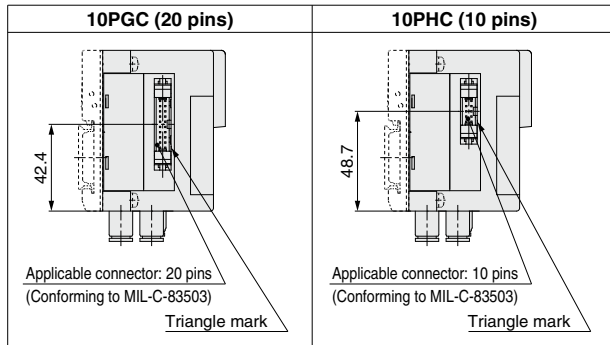 10PGC (20 pins)
42.4
Applicable connector: 20 pins
(Conforming to MIL-C-83503)
Triangle mark
10PHC (10 pins)
48.7
Applicable connector: 10 pins
(Conforming to MIL-C-83503)
Triangle mark